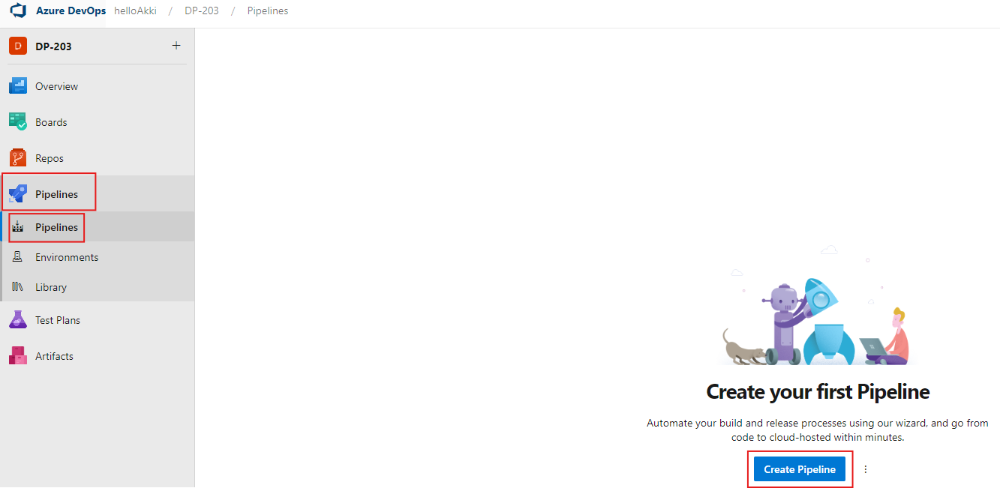 Azure DevOps helloAkki / DP-203 / Pipelines
D DP-203 +
Overview
Boards
Repos
Pipelines
Pipelines
Environments
Library
Test Plans
Artifacts
Create your first Pipeline
Automate your build and release processes using our wizard, and go from
code to cloud-hosted within minutes.
Create Pipeline